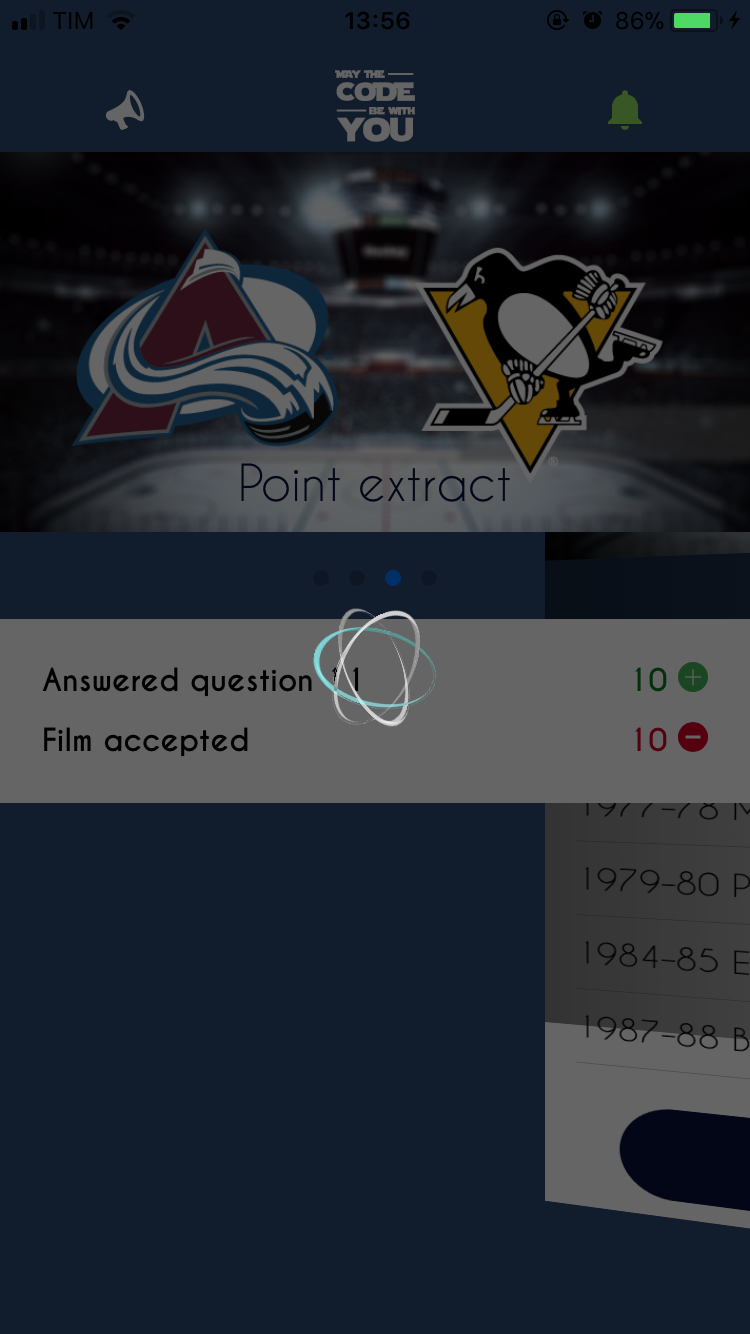 TIM 13:56 86%
MAY THE
CODE
BE WITH
YOU
Point extract
Answered question 11 10
Film accepted 10
1977-78 M
1979-80 P
1984-85 E
1987-88 B